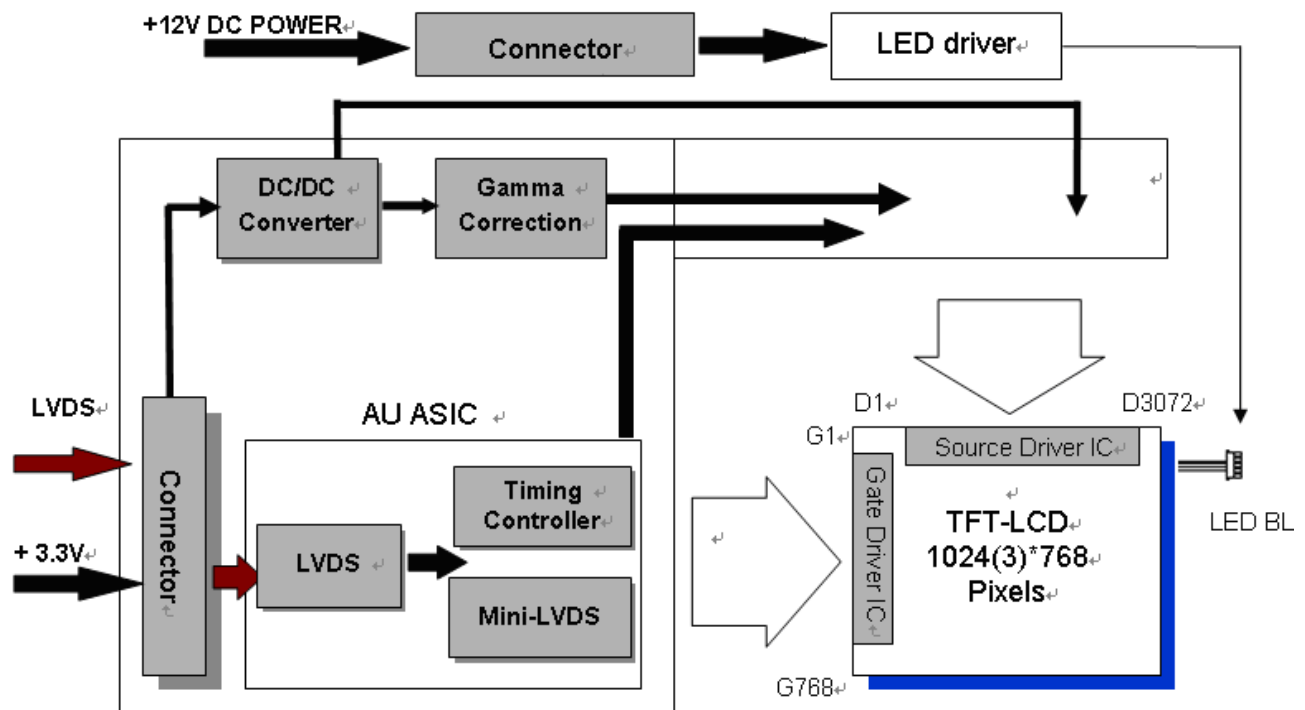 +12V DC POWER
Connector
LED driver
DC/DC
Converter
Gamma
Correction
LVDS
+ 3.3V
Connector
AU ASIC
LVDS
Timing
Controller
Mini-LVDS
D1
D3072
G1
G768
Source Driver IC
Gate Driver IC
TFT-LCD
1024(3)*768
Pixels
LED BL